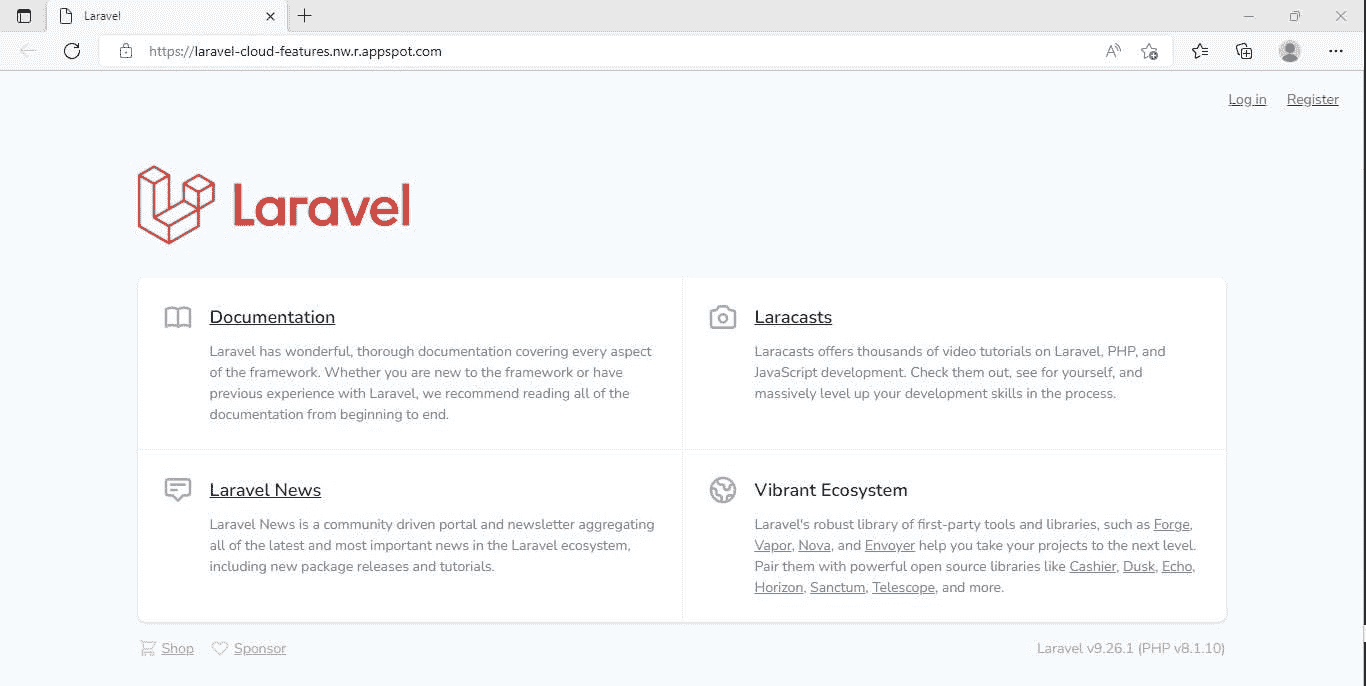 Laravel
https://laravel-cloud-features.nw.r.appspot.com
Log in Register
Laravel
Documentation
Laravel has wonderful, thorough documentation covering every aspect
of the framework. Whether you are new to the framework or have
previous experience with Laravel, we recommend reading all of the
documentation from beginning to end.
Laracasts
Laracasts offers thousands of video tutorials on Laravel, PHP, and
JavaScript development. Check them out, see for yourself, and
massively level up your development skills in the process.
Laravel News
Laravel News is a community driven portal and newsletter aggregating
all of the latest and most important news in the Laravel ecosystem,
including new package releases and tutorials.
Vibrant Ecosystem
Laravel's robust library of first-party tools and libraries, such as Forge,
Vapor, Nova, and Envoyer help you take your projects to the next level.
Pair them with powerful open source libraries like Cashier, Dusk, Echo,
Horizon, Sanctum, Telescope, and more.
Shop Sponsor
Laravel v9.26.1 (PHP v8.1.10)